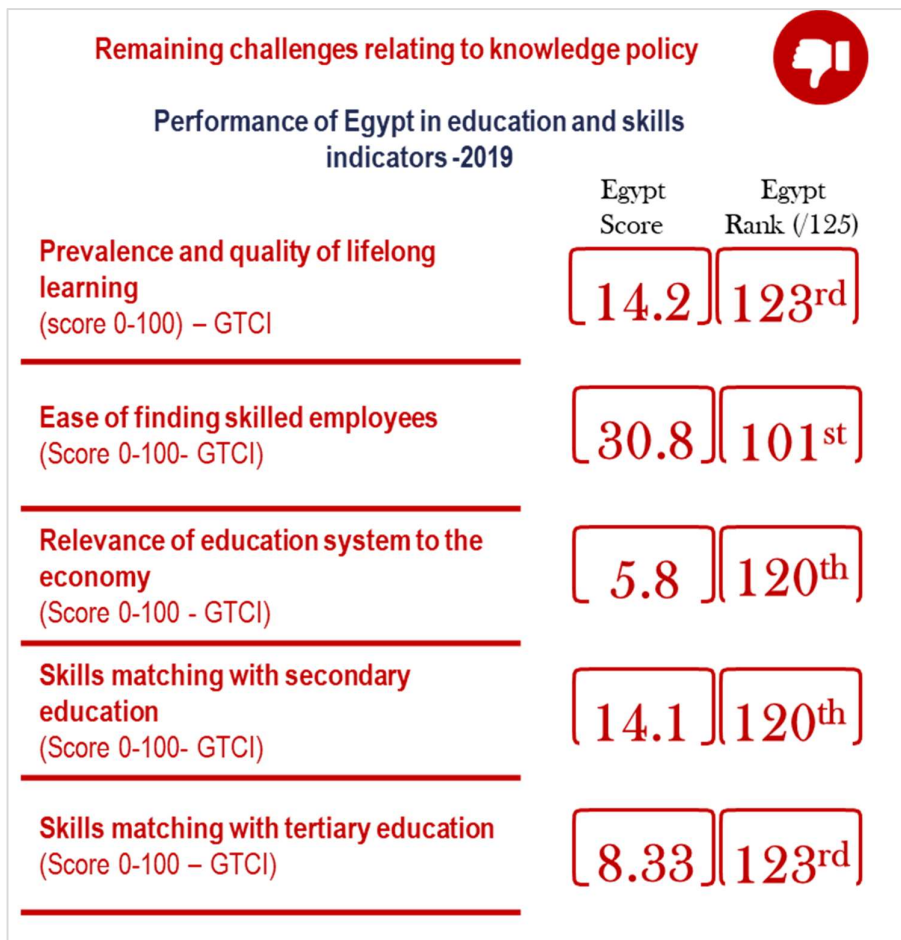 Remaining challenges relating to knowledge policy
Performance of Egypt in education and skills
indicators -2019
Egypt
Score
Egypt
Rank (/125)
Prevalence and quality of lifelong
learning
(score 0-100) – GTCI
14.2
123rd
Ease of finding skilled employees
(Score 0-100- GTCI)
30.8
101st
Relevance of education system to the
economy
(Score 0-100 - GTCI)
5.8
120th
Skills matching with secondary
education
(Score 0-100- GTCI)
14.1
120th
Skills matching with tertiary education
(Score 0-100 – GTCI)
8.33
123rd